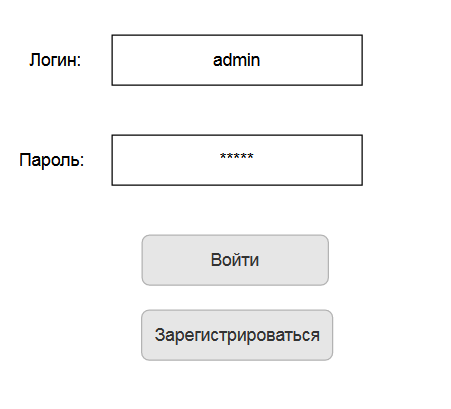 Логин: admin
Пароль: *****
Войти
Зарегистрироваться